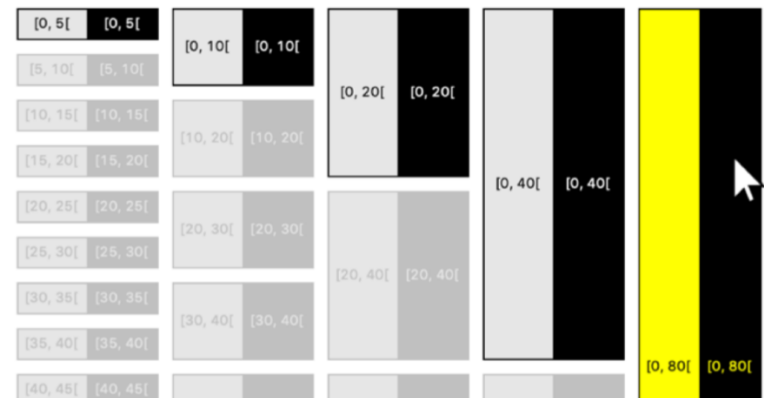 [0, 5[ [0, 5[
[5, 10[ [5, 10[
[10, 15[ [10, 15[
[15, 20[ [15, 20[
[20, 25[ [20, 25[
[25, 30[ [25, 30[
[30, 35[ [30, 35[
[35, 40[ [35, 40[
[40, 45[ [40, 45[
[0, 10[ [0, 10[
[10, 20[ [10, 20[
[20, 30[ [20, 30[
[30, 40[ [30, 40[
[0, 20[ [0, 20[
[20, 40[ [20, 40[
[0, 40[ [0, 40[
[0, 80[ [0, 80[